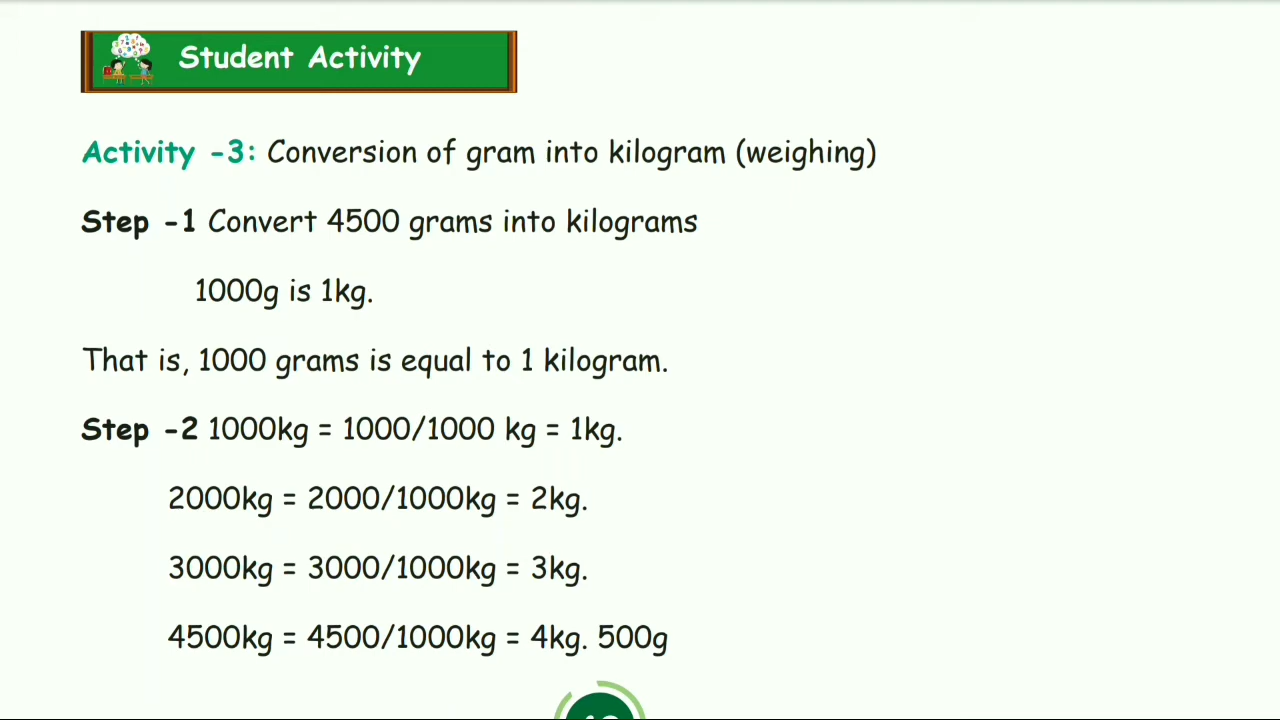 Student Activity
Activity -3: Conversion of gram into kilogram (weighing)
Step -1 Convert 4500 grams into kilograms
1000g is 1kg.
That is, 1000 grams is equal to 1 kilogram.
Step -2 1000kg = 1000/1000 kg = 1kg.
2000kg = 2000/1000kg = 2kg.
3000kg = 3000/1000kg = 3kg.
4500kg = 4500/1000kg = 4kg. 500g